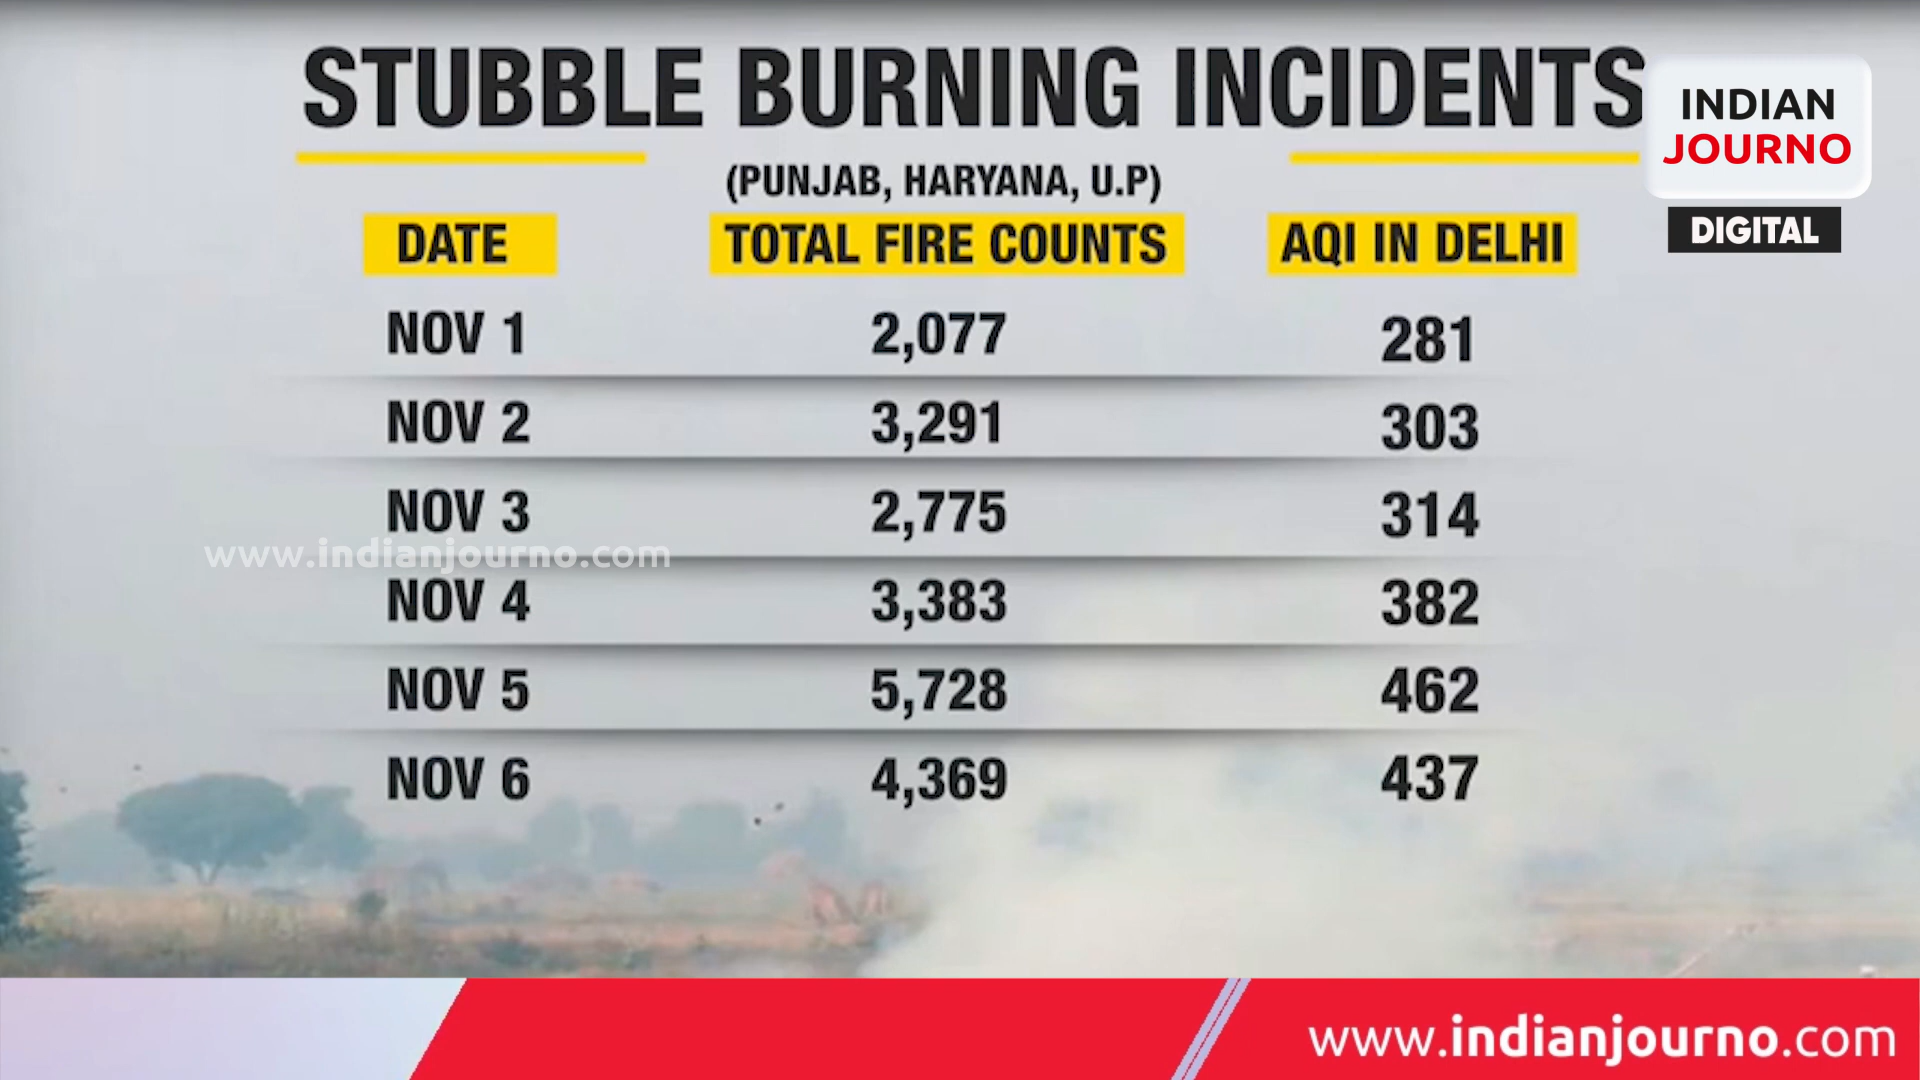 STUBBLE BURNING INCIDENTS
INDIAN
JOURNO
DIGITAL
(PUNJAB, HARYANA, U.P)
DATE TOTAL FIRE COUNTS AQI IN DELHI
NOV 1 2,077 281
NOV 2 3,291 303
NOV 3 2,775 314
www.indianjourno.com
NOV 4 3,383 382
NOV 5 5,728 462
NOV 6 4,369 437
www.indianjourno.com